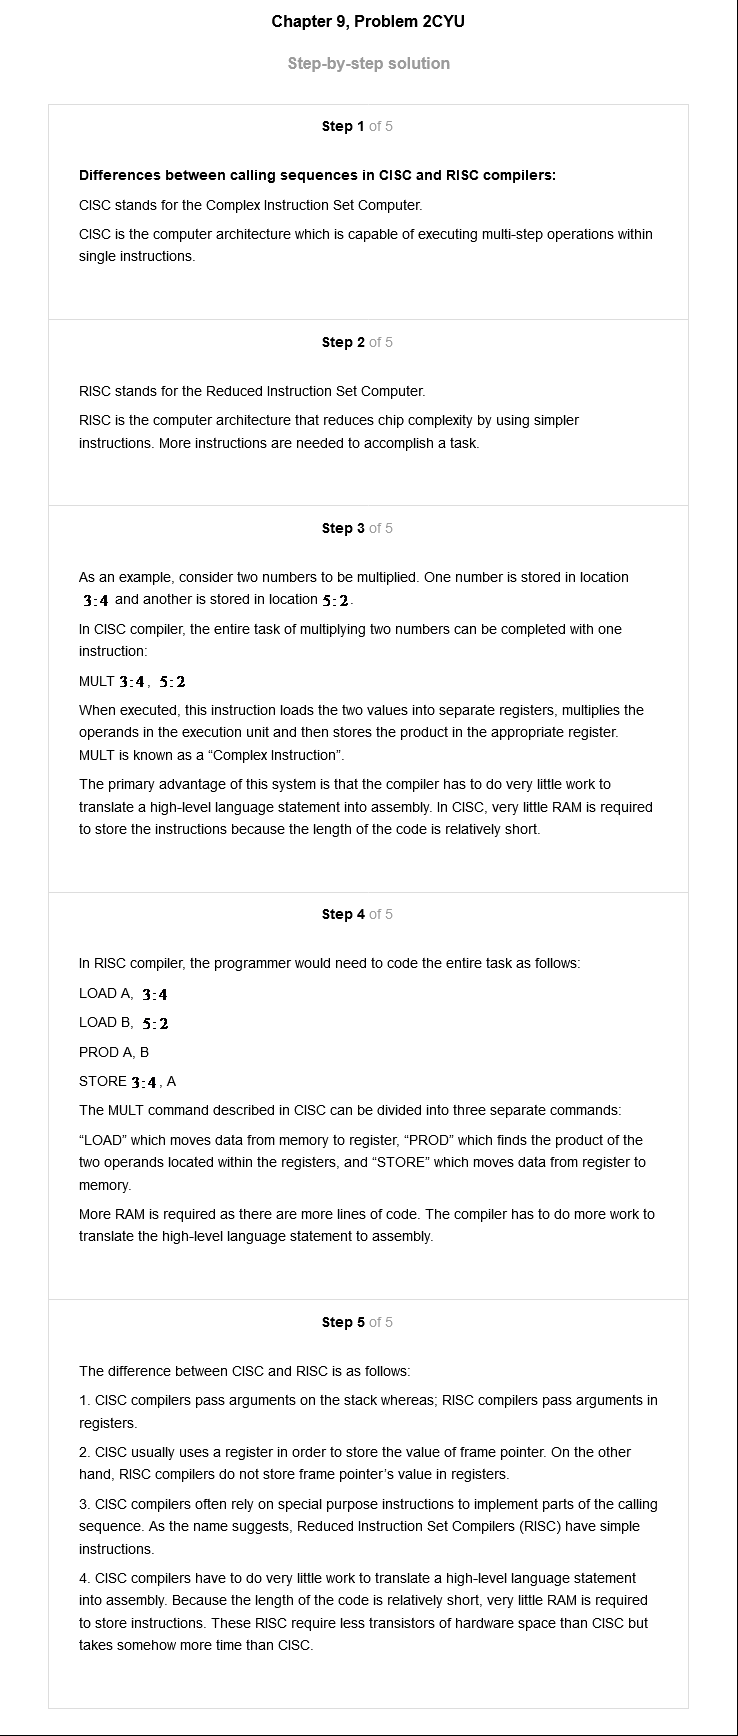 Chapter 9, Problem 2CYU
Step-by-step solution
Step 1 of 5
Differences between calling sequences in CISC and RISC compilers:
CISC stands for the Complex Instruction Set Computer.
CISC is the computer architecture which is capable of executing multi-step operations within
single instructions.
Step 2 of 5
RISC stands for the Reduced Instruction Set Computer.
RISC is the computer architecture that reduces chip complexity by using simpler
instructions. More instructions are needed to accomplish a task.
Step 3 of 5
As an example, consider two numbers to be multiplied. One number is stored in location
3:4 and another is stored in location 5:2.
In CISC compiler, the entire task of multiplying two numbers can be completed with one
instruction:
MULT 3:4, 5:2
When executed, this instruction loads the two values into separate registers, multiplies the
operands in the execution unit and then stores the product in the appropriate register.
MULT is known as a “Complex Instruction”.
The primary advantage of this system is that the compiler has to do very little work to
translate a high-level language statement into assembly. In CISC, very little RAM is required
to store the instructions because the length of the code is relatively short.
Step 4 of 5
In RISC compiler, the programmer would need to code the entire task as follows:
LOAD A, 3:4
LOAD B, 5:2
PROD A, B
STORE 3:4, A
The MULT command described in CISC can be divided into three separate commands:
“LOAD” which moves data from memory to register, “PROD” which finds the product of the
two operands located within the registers, and “STORE” which moves data from register to
memory.
More RAM is required as there are more lines of code. The compiler has to do more work to
translate the high-level language statement to assembly.
Step 5 of 5
The difference between CISC and RISC is as follows:
1. CISC compilers pass arguments on the stack whereas; RISC compilers pass arguments in
registers.
2. CISC usually uses a register in order to store the value of frame pointer. On the other
hand, RISC compilers do not store frame pointer’s value in registers.
3. CISC compilers often rely on special purpose instructions to implement parts of the calling
sequence. As the name suggests, Reduced Instruction Set Compilers (RISC) have simple
instructions.
4. CISC compilers have to do very little work to translate a high-level language statement
into assembly. Because the length of the code is relatively short, very little RAM is required
to store instructions. These RISC require less transistors of hardware space than CISC but
takes somehow more time than CISC.